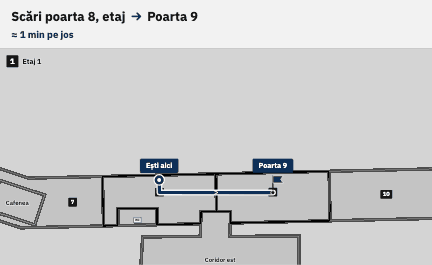 Scări poarta 8, etaj → Poarta 9
≈ 1 min pe jos
1 Etaj 1
Ești aici
Poarta 9
Cafenea
7
10
Coridor est